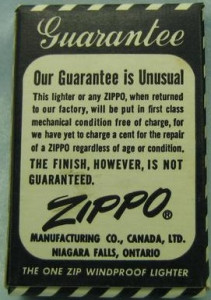 Guarantee
Our Guarantee is Unusual
This lighter or any ZIPPO, when returned
to our factory, will be put in first class
mechanical condition free of charge, for
we have yet to charge a cent for the repair
of a ZIPPO regardless of age or condition.
THE FINISH, HOWEVER, IS NOT
GUARANTEED.
ZIPPO®
MANUFACTURING CO., CANADA, LTD.
NIAGARA FALLS, ONTARIO
THE ONE ZIP WINDPROOF LIGHTER